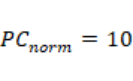 PC_norm = 10